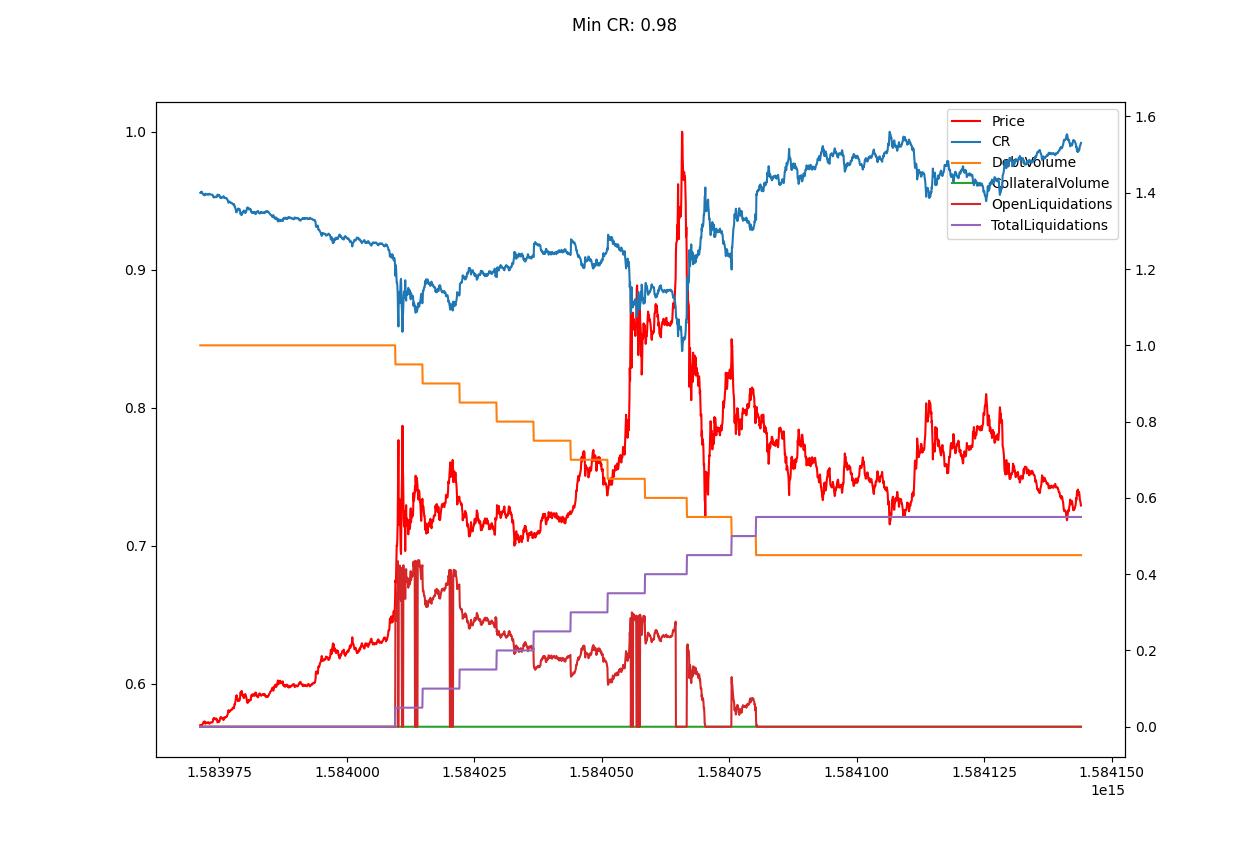 Min CR: 0.98
1.0
0.9
0.8
0.7
0.6
1.6
1.4
1.2
1.0
0.8
0.6
0.4
0.2
0.0
Price
CR
DebtVolume
CollateralVolume
OpenLiquidations
TotalLiquidations
1.583975 1.584000 1.584025 1.584050 1.584075 1.584100 1.584125 1.584150
1e15